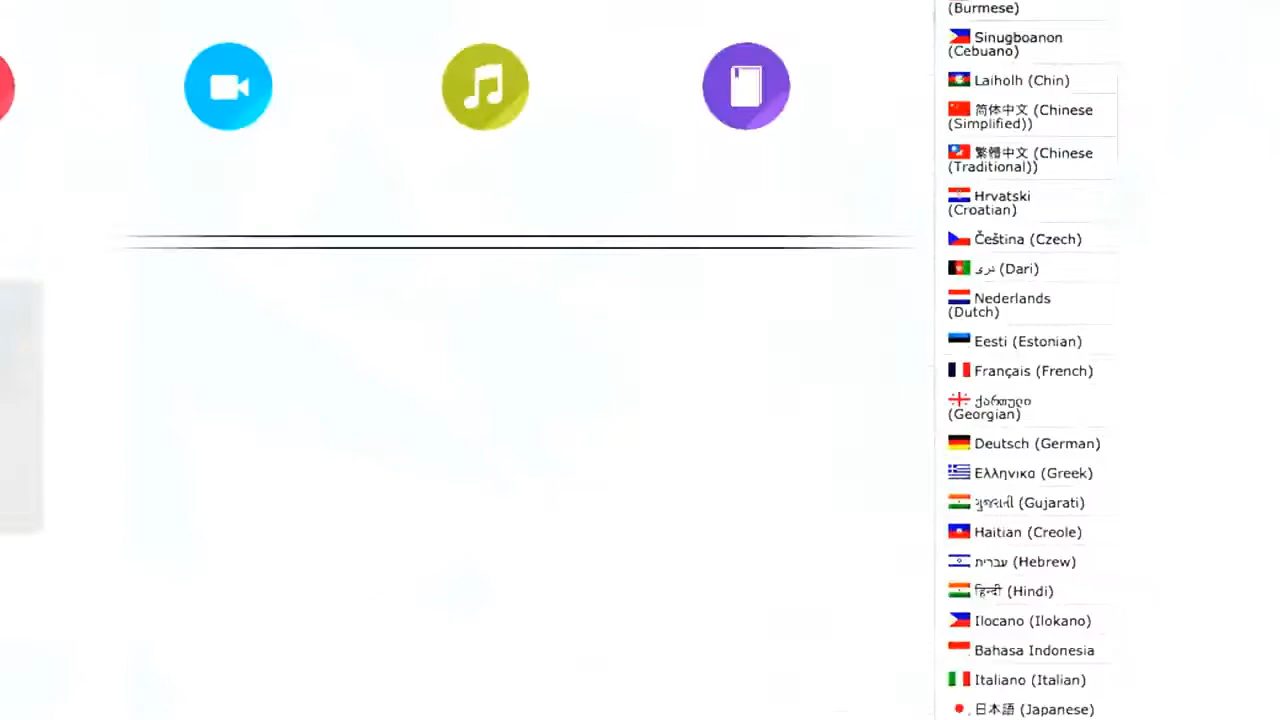 (Burmese)
Sinugboanon
(Cebuano)
Laiholh (Chin)
简体中文 (Chinese
(Simplified))
繁體中文 (Chinese
(Traditional))
Hrvatski
(Croatian)
Čeština (Czech)
دری (Dari)
Nederlands
(Dutch)
Eesti (Estonian)
Français (French)
ქართული
(Georgian)
Deutsch (German)
Ελληνικα (Greek)
ગુજરાતી (Gujarati)
Haitian (Creole)
עברית (Hebrew)
हिन्दी (Hindi)
Ilocano (Ilokano)
Bahasa Indonesia
Italiano (Italian)
日本語 (Japanese)